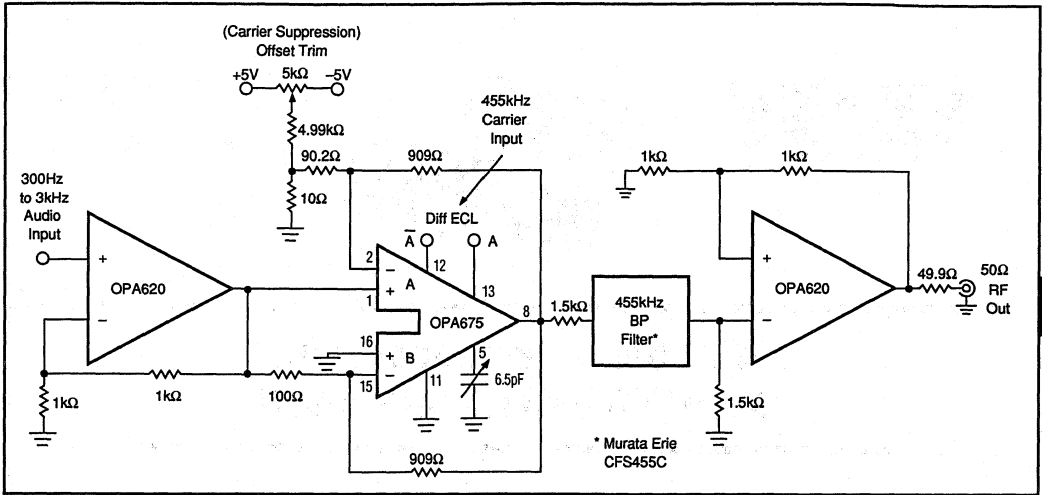 (Carrier Suppression)
Offset Trim
+5V
5kΩ
–5V
4.99kΩ
90.2Ω
909Ω
10Ω
455kHz
Carrier
Input
Diff ECL
A̅
A
12
13
300Hz
to 3kHz
Audio
Input
+
OPA620
–
1kΩ
1kΩ
100Ω
2
–
A
+
1
OPA675
8
16
+
B
–
15
11
5
6.5pF
909Ω
1.5kΩ
455kHz
BP
Filter*
1.5kΩ
1kΩ
1kΩ
+
OPA620
–
49.9Ω
50Ω
RF
Out
* Murata Erie
CFS455C